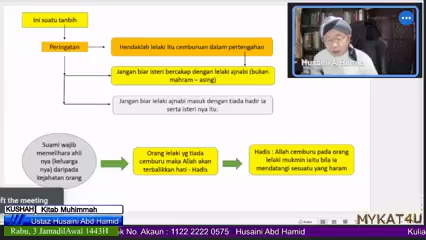 Ini suatu tanbih
Peringatan
Hendaklah lelaki itu cemburuan dalam pertengahan
Jangan biar isteri bercakap dengan lelaki ajnabi (bukan
mahram – asing)
Jangan biar lelaki ajnabi masuk dengan tiada hadir ia
serta isteri nya itu.
Husaini A. Hamid
Suami wajib
memelihara ahli
nya (keluarga
nya) daripada
kejahatan orang
Orang lelaki yg tiada
cemburu maka Allah akan
terbalikkan hati - Hadis
Hadis : Allah cemburu pada orang
lelaki mukmin iaitu bila ia
mendatangi sesuatu yang haram
ft the meeting
KUSHAH Kitab Muhimmah
Ustaz Husaini Abd Hamid
MYKAT4U
Rabu, 3 JamadilAwal 1443H
k No. Akaun : 1122 2222 0575 Husaini Abd Hamid
Kulia